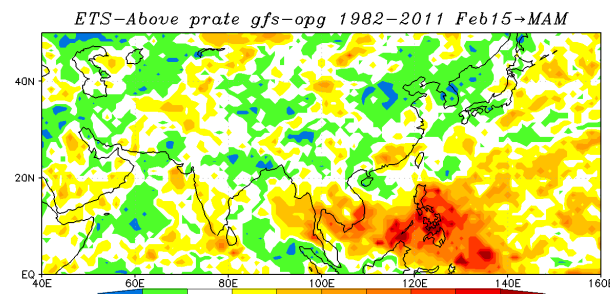 ETS-Above prate gfs-opg 1982-2011 Feb15→MAM
40N
20N
EQ
40E 60E 80E 100E 120E 140E 160E